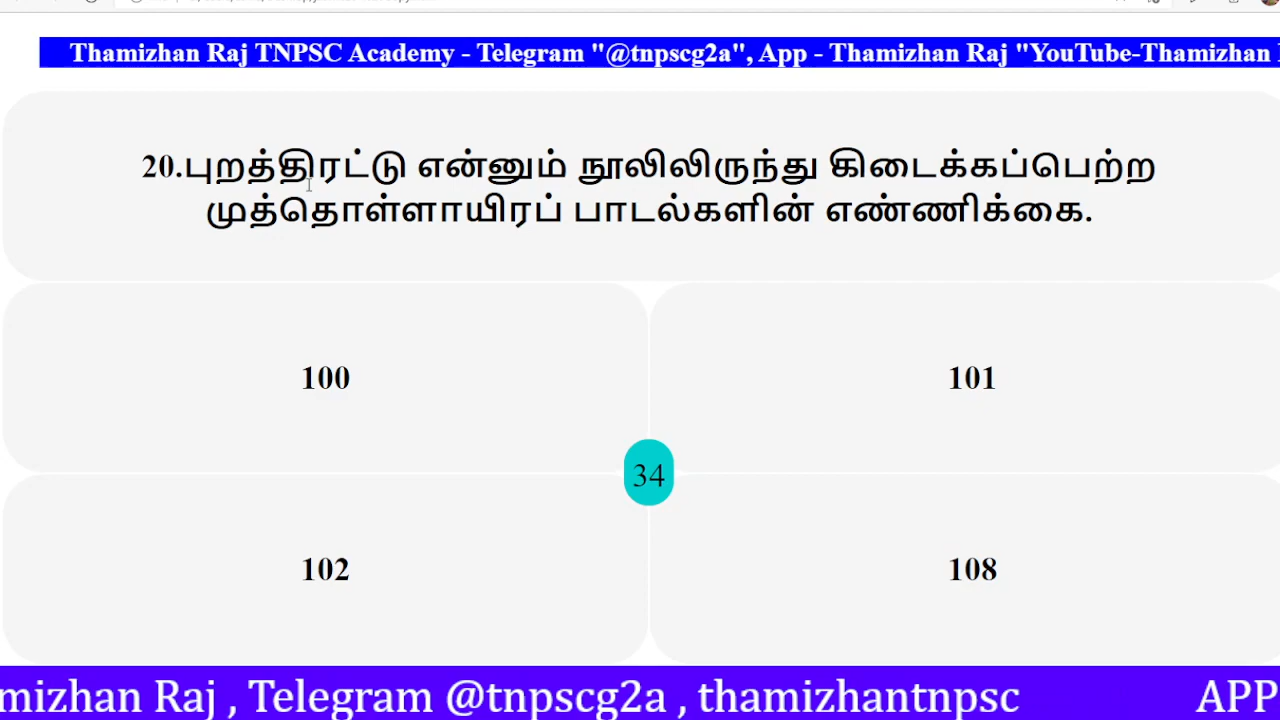 Thamizhan Raj TNPSC Academy - Telegram "@tnpscg2a", App - Thamizhan Raj "YouTube-Thamizhan
20.புறத்திரட்டு என்னும் நூலிலிருந்து கிடைக்கப்பெற்ற
முத்தொள்ளாயிரப் பாடல்களின் எண்ணிக்கை.
100
101
34
102
108
mizhan Raj , Telegram @tnpscg2a , thamizhantnpsc APP